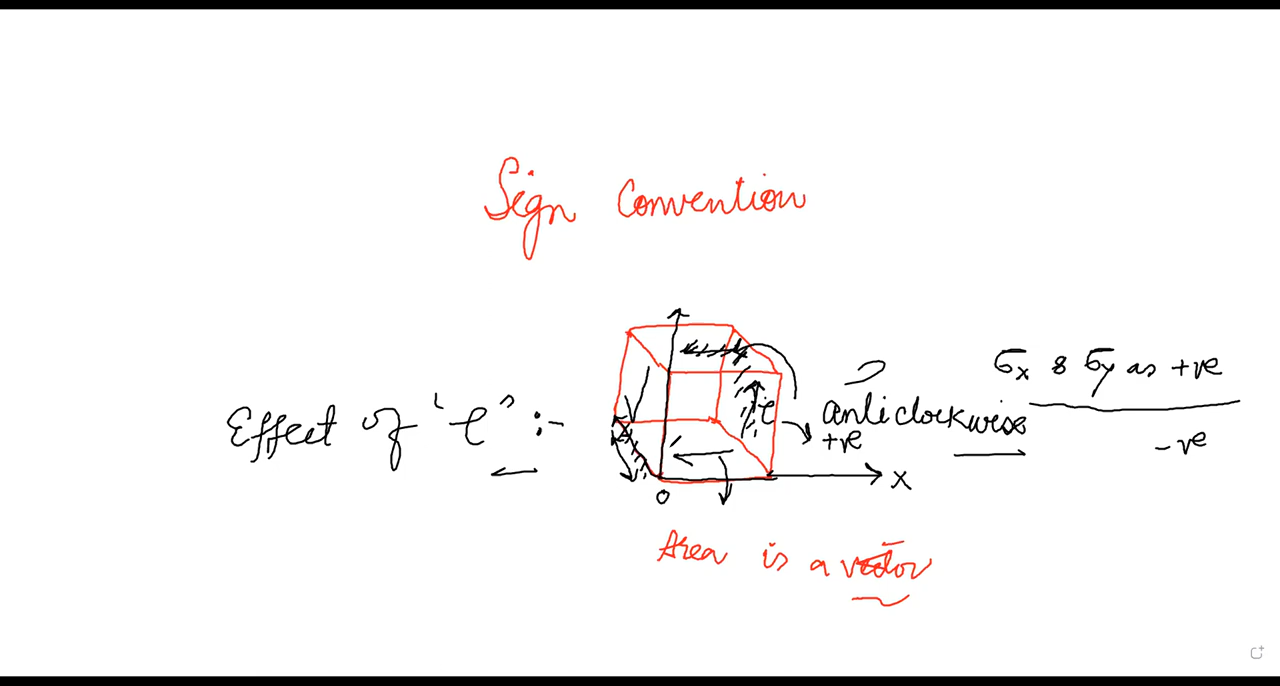 Sign Convention
σx & σy as +ve
Effect of 'τ' :-
τ
anticlockwise
+ve
-ve
X
O
Area is a vector